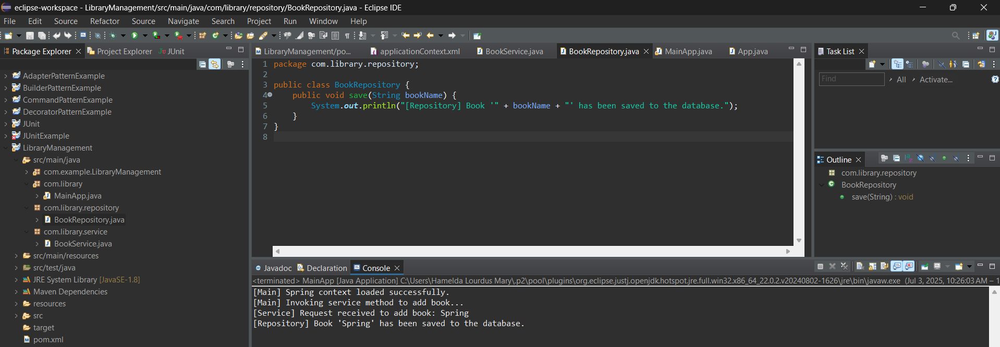 eclipse-workspace - LibraryManagement/src/main/java/com/library/repository/BookRepository.java - Eclipse IDE
File Edit Source Refactor Source Navigate Search Project Run Window Help
Package Explorer Project Explorer JUnit
AdapterPatternExample
BuilderPatternExample
CommandPatternExample
DecoratorPatternExample
JUnit
JUnitExample
LibraryManagement
src/main/java
com.example.LibraryManagement
com.library
MainApp.java
com.library.repository
BookRepository.java
com.library.service
BookService.java
src/main/resources
src/test/java
JRE System Library [JavaSE-1.8]
Maven Dependencies
resources
src
target
pom.xml
LibraryManagement/po... applicationContext.xml BookService.java BookRepository.java MainApp.java App.java
1 package com.library.repository;
2
3 public class BookRepository {
4 public void save(String bookName) {
5 System.out.println("[Repository] Book '" + bookName + "' has been saved to the database.");
6 }
7 }
8
Task List
Find All Activate...
Outline
com.library.repository
BookRepository
save(String) : void
Javadoc Declaration Console
<terminated> MainApp [Java Application] C:\Users\Hamelda Lourdus Mary\.p2\pool\plugins\org.eclipse.justj.openjdk.hotspot.jre.full.win32.x86_64_22.0.2.v20240802-1626\jre\bin\javaw.exe (Jul 3, 2025, 10:26:03 AM – 1
[Main] Spring context loaded successfully.
[Main] Invoking service method to add book...
[Service] Request received to add book: Spring
[Repository] Book 'Spring' has been saved to the database.